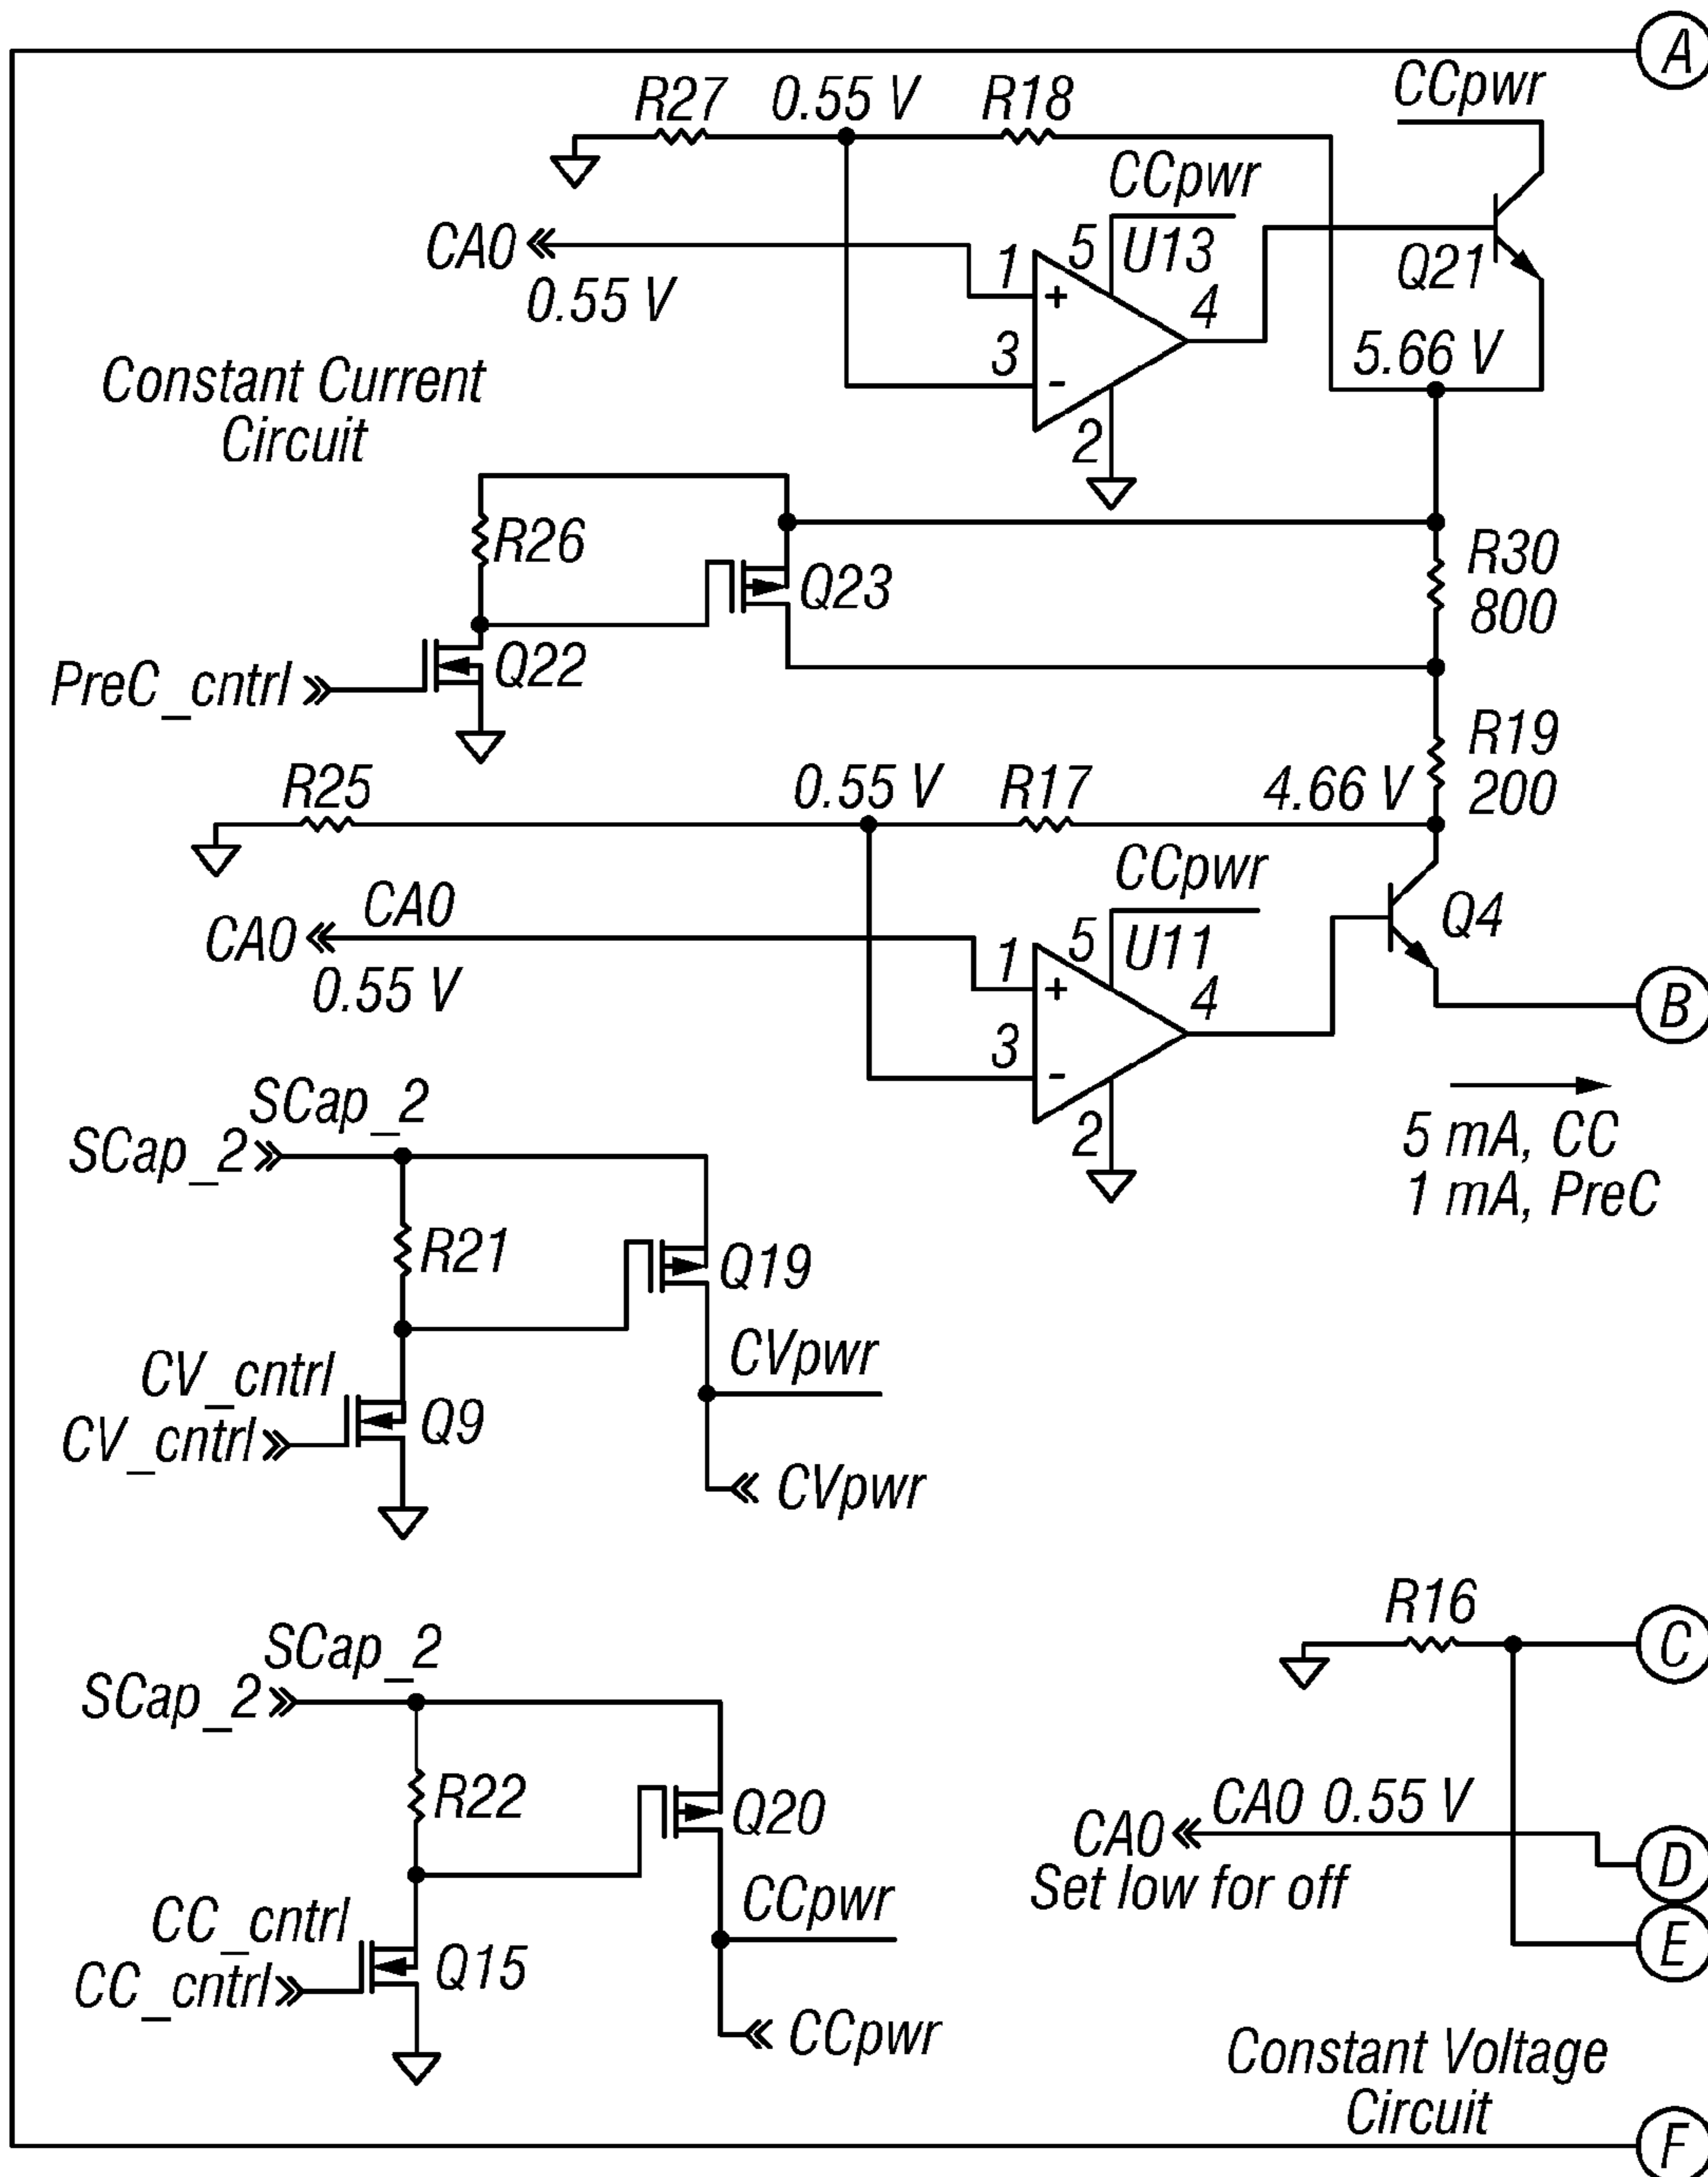 A
R27
0.55 V
R18
CCpwr
CCpwr
CA0
0.55 V
1
5
U13
+
4
3
-
2
Q21
5.66 V
Constant Current
Circuit
R26
Q23
R30
800
PreC_cntrl
Q22
R19
200
R25
0.55 V
R17
4.66 V
CCpwr
CA0
CA0
0.55 V
1
5
U11
+
4
3
-
2
Q4
B
5 mA, CC
1 mA, PreC
SCap_2
SCap_2
R21
Q19
CV_cntrl
CV_cntrl
Q9
CVpwr
CVpwr
R16
C
SCap_2
SCap_2
R22
Q20
CA0 0.55 V
CA0
Set low for off
D
E
CC_cntrl
CC_cntrl
Q15
CCpwr
CCpwr
Constant Voltage
Circuit
F